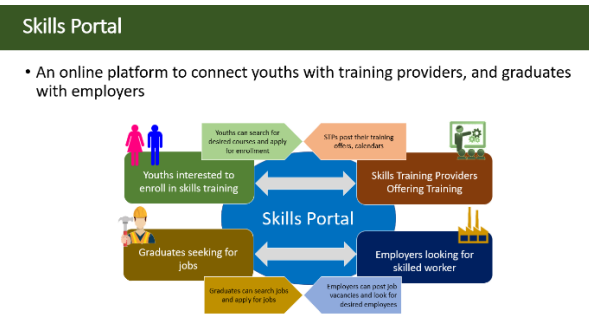 Skills Portal
• An online platform to connect youths with training providers, and graduates
with employers
Youths can search for
desired courses and apply
for enrollment
STPs post their training
offers, calendars
Youths interested to
enroll in skills training
Skills Training Providers
Offering Training
Skills Portal
Graduates seeking for
jobs
Employers looking for
skilled worker
Graduates can search jobs
and apply for jobs
Employers can post job
vacancies and look for
desired employees